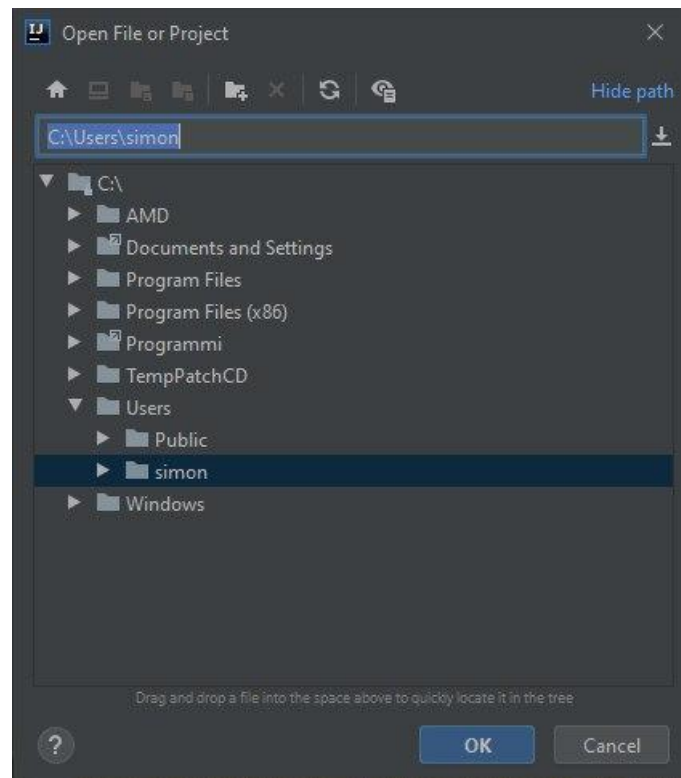 Open File or Project
Hide path
C:\Users\simon
C:\
AMD
Documents and Settings
Program Files
Program Files (x86)
Programmi
TempPatchCD
Users
Public
simon
Windows
Drag and drop a file into the space above to quickly locate it in the tree
?
OK
Cancel